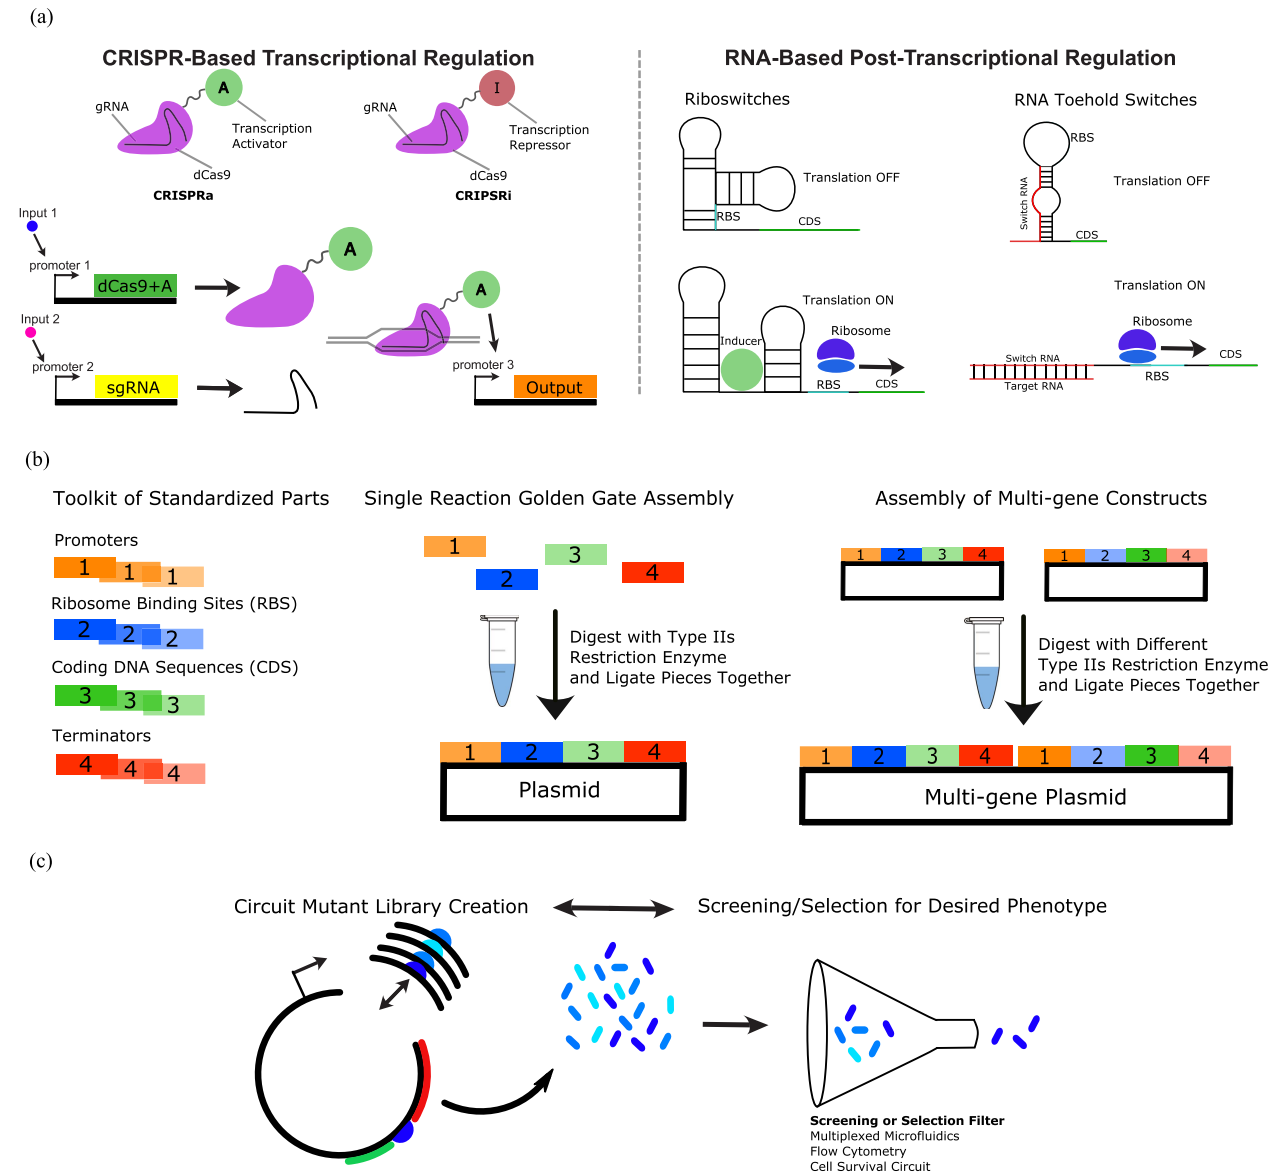 (a)
CRISPR-Based Transcriptional Regulation
gRNA
A
Transcription
Activator
dCas9
CRISPRa
gRNA
I
Transcription
Repressor
dCas9
CRIPSRi
Input 1
promoter 1
dCas9+A
A
Input 2
promoter 2
sgRNA
A
promoter 3
Output
RNA-Based Post-Transcriptional Regulation
Riboswitches
Translation OFF
RBS
CDS
Translation ON
Inducer
Ribosome
RBS
CDS
RNA Toehold Switches
RBS
Switch RNA
Translation OFF
CDS
Translation ON
Ribosome
Switch RNA
Target RNA
RBS
CDS
(b)
Toolkit of Standardized Parts
Promoters
1 1 1
Ribosome Binding Sites (RBS)
2 2 2
Coding DNA Sequences (CDS)
3 3 3
Terminators
4 4 4
Single Reaction Golden Gate Assembly
1
2
3
4
Digest with Type IIs
Restriction Enzyme
and Ligate Pieces Together
1 2 3 4
Plasmid
Assembly of Multi-gene Constructs
1 2 3 4
1 2 3 4
Digest with Different
Type IIs Restriction Enzyme
and Ligate Pieces Together
1 2 3 4 1 2 3 4
Multi-gene Plasmid
(c)
Circuit Mutant Library Creation
Screening/Selection for Desired Phenotype
Screening or Selection Filter
Multiplexed Microfluidics
Flow Cytometry
Cell Survival Circuit